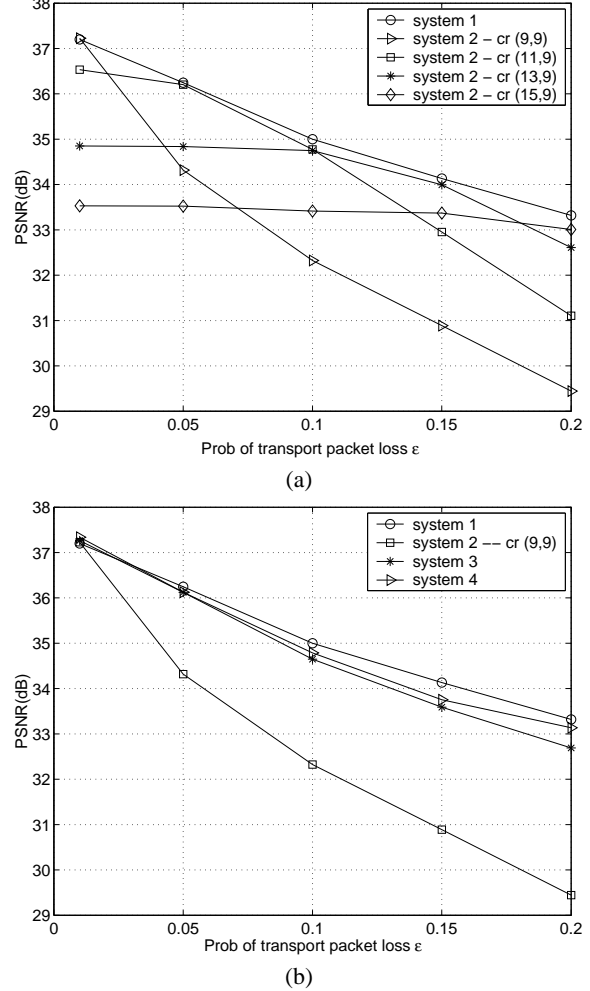 38
37
36
35
34
33
32
31
30
29
PSNR(dB)
system 1
system 2 − cr (9,9)
system 2 − cr (11,9)
system 2 − cr (13,9)
system 2 − cr (15,9)
0 0.05 0.1 0.15 0.2
Prob of transport packet loss ε
(a)
38
37
36
35
34
33
32
31
30
29
PSNR(dB)
system 1
system 2 −− cr (9,9)
system 3
system 4
0 0.05 0.1 0.15 0.2
Prob of transport packet loss ε
(b)